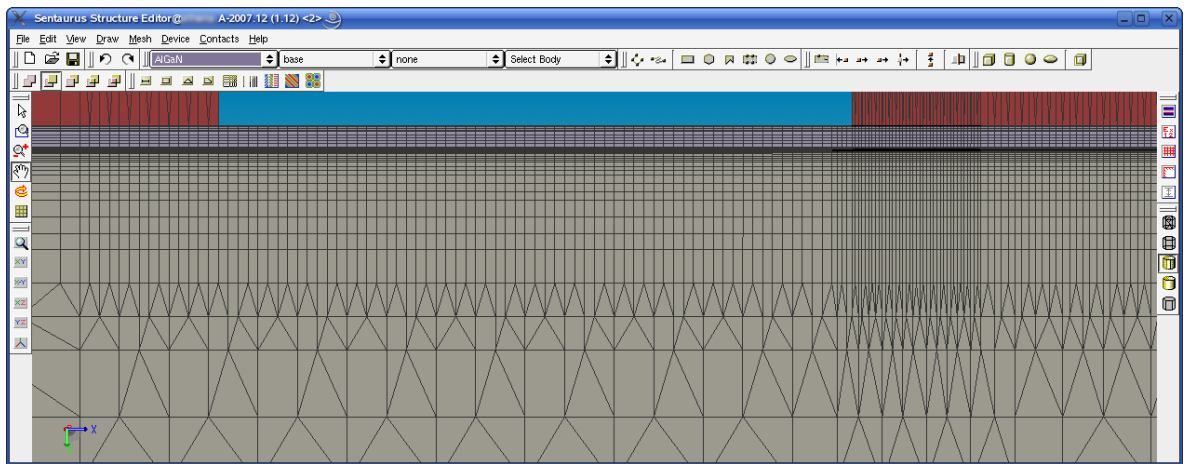 Sentaurus Structure Editor@ A-2007.12 (1.12) <2>
File Edit View Draw Mesh Device Contacts Help
AlGaN base none Select Body
X